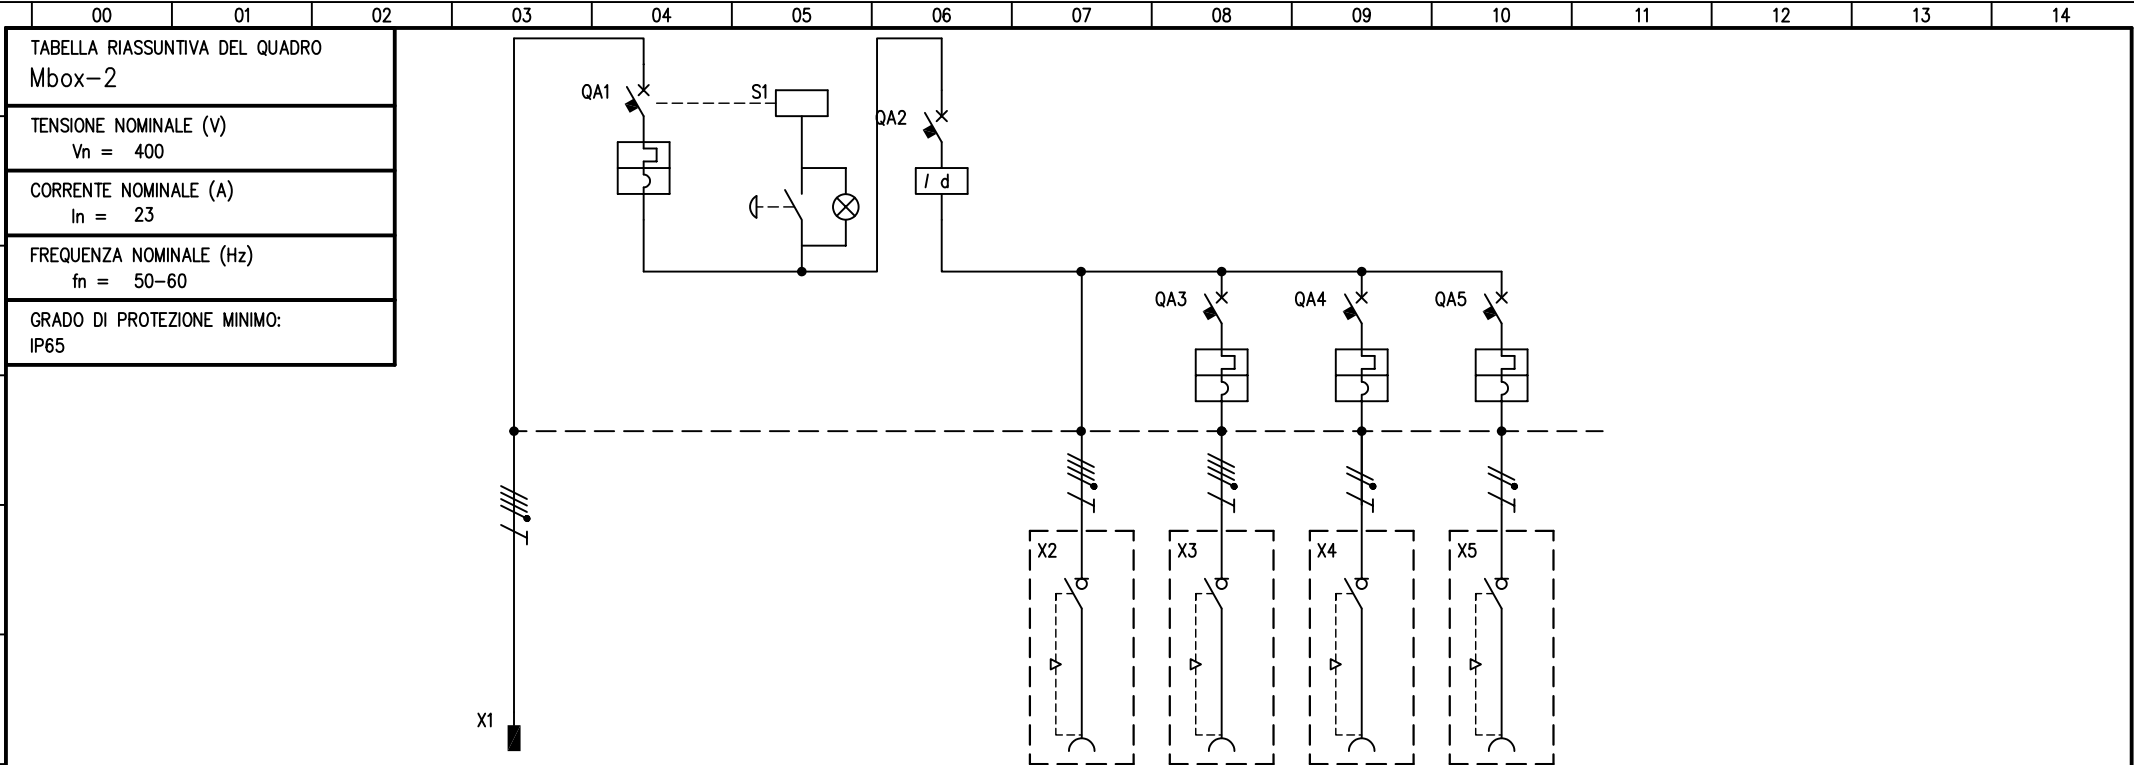 00 01 02 03 04 05 06 07 08 09 10 11 12 13 14
TABELLA RIASSUNTIVA DEL QUADRO
Mbox-2
TENSIONE NOMINALE (V)
Vn = 400
CORRENTE NOMINALE (A)
In = 23
FREQUENZA NOMINALE (Hz)
fn = 50-60
GRADO DI PROTEZIONE MINIMO:
IP65
QA1 S1 QA2
I d
QA3 QA4 QA5
X2 X3 X4 X5
X1